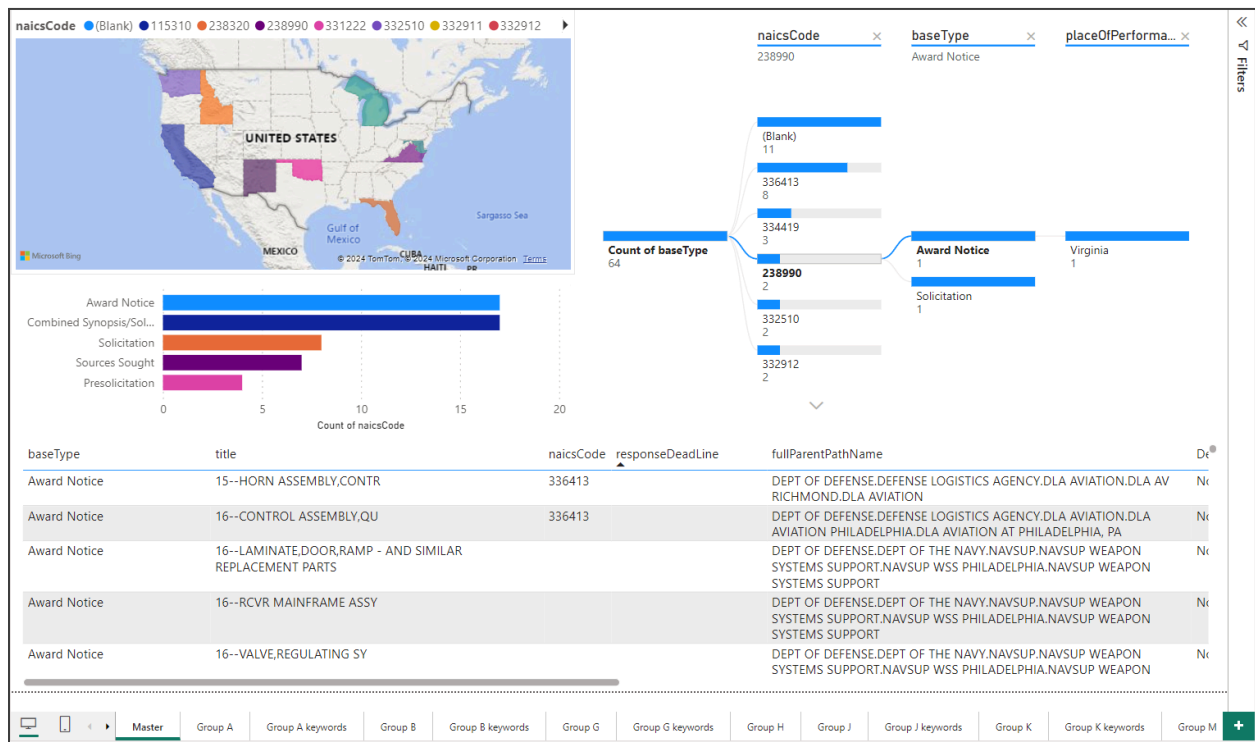 naicsCode (Blank) 115310 238320 238990 331222 332510 332911 332912
UNITED STATES
Sargasso Sea
Gulf of
Mexico
MEXICO
CUBA
HAITI
PR
Microsoft Bing
© 2024 TomTom, © 2024 Microsoft Corporation Terms
Award Notice
Combined Synopsis/Sol...
Solicitation
Sources Sought
Presolicitation
0 5 10 15 20
Count of naicsCode
naicsCode × baseType × placeOfPerforma... ×
238990 Award Notice
(Blank)
11
336413
8
334419
3
Count of baseType
64
238990
2
332510
2
332912
2
Award Notice
1
Solicitation
1
Virginia
1
Filters
baseType title naicsCode responseDeadLine fullParentPathName De
Award Notice 15--HORN ASSEMBLY,CONTR 336413 DEPT OF DEFENSE.DEFENSE LOGISTICS AGENCY.DLA AVIATION.DLA AV No
RICHMOND.DLA AVIATION
Award Notice 16--CONTROL ASSEMBLY,QU 336413 DEPT OF DEFENSE.DEFENSE LOGISTICS AGENCY.DLA AVIATION.DLA No
AVIATION PHILADELPHIA.DLA AVIATION AT PHILADELPHIA, PA
Award Notice 16--LAMINATE,DOOR,RAMP - AND SIMILAR DEPT OF DEFENSE.DEPT OF THE NAVY.NAVSUP.NAVSUP WEAPON No
REPLACEMENT PARTS SYSTEMS SUPPORT.NAVSUP WSS PHILADELPHIA.NAVSUP WEAPON
SYSTEMS SUPPORT
Award Notice 16--RCVR MAINFRAME ASSY DEPT OF DEFENSE.DEPT OF THE NAVY.NAVSUP.NAVSUP WEAPON No
SYSTEMS SUPPORT.NAVSUP WSS PHILADELPHIA.NAVSUP WEAPON
SYSTEMS SUPPORT
Award Notice 16--VALVE,REGULATING SY DEPT OF DEFENSE.DEPT OF THE NAVY.NAVSUP.NAVSUP WEAPON No
SYSTEMS SUPPORT.NAVSUP WSS PHILADELPHIA.NAVSUP WEAPON
Master Group A Group A keywords Group B Group B keywords Group G Group G keywords Group H Group J Group J keywords Group K Group K keywords Group M +